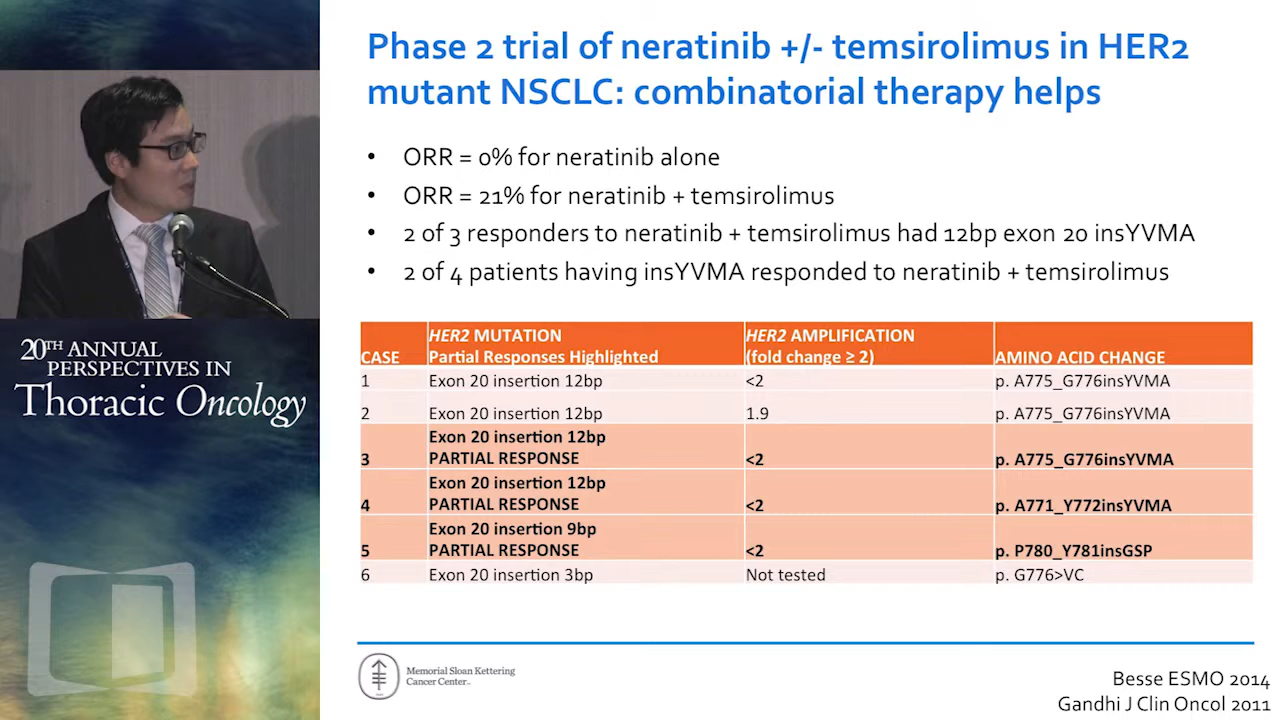 Phase 2 trial of neratinib +/- temsirolimus in HER2
mutant NSCLC: combinatorial therapy helps
• ORR = 0% for neratinib alone
• ORR = 21% for neratinib + temsirolimus
• 2 of 3 responders to neratinib + temsirolimus had 12bp exon 20 insYVMA
• 2 of 4 patients having insYVMA responded to neratinib + temsirolimus
CASE HER2 MUTATION Partial Responses Highlighted HER2 AMPLIFICATION (fold change ≥ 2) AMINO ACID CHANGE
1 Exon 20 insertion 12bp <2 p. A775_G776insYVMA
2 Exon 20 insertion 12bp 1.9 p. A775_G776insYVMA
3 Exon 20 insertion 12bp PARTIAL RESPONSE <2 p. A775_G776insYVMA
4 Exon 20 insertion 12bp PARTIAL RESPONSE <2 p. A771_Y772insYVMA
5 Exon 20 insertion 9bp PARTIAL RESPONSE <2 p. P780_Y781insGSP
6 Exon 20 insertion 3bp Not tested p. G776>VC
Memorial Sloan Kettering
Cancer Center
Besse ESMO 2014
Gandhi J Clin Oncol 2011
20TH ANNUAL
PERSPECTIVES IN
Thoracic Oncology